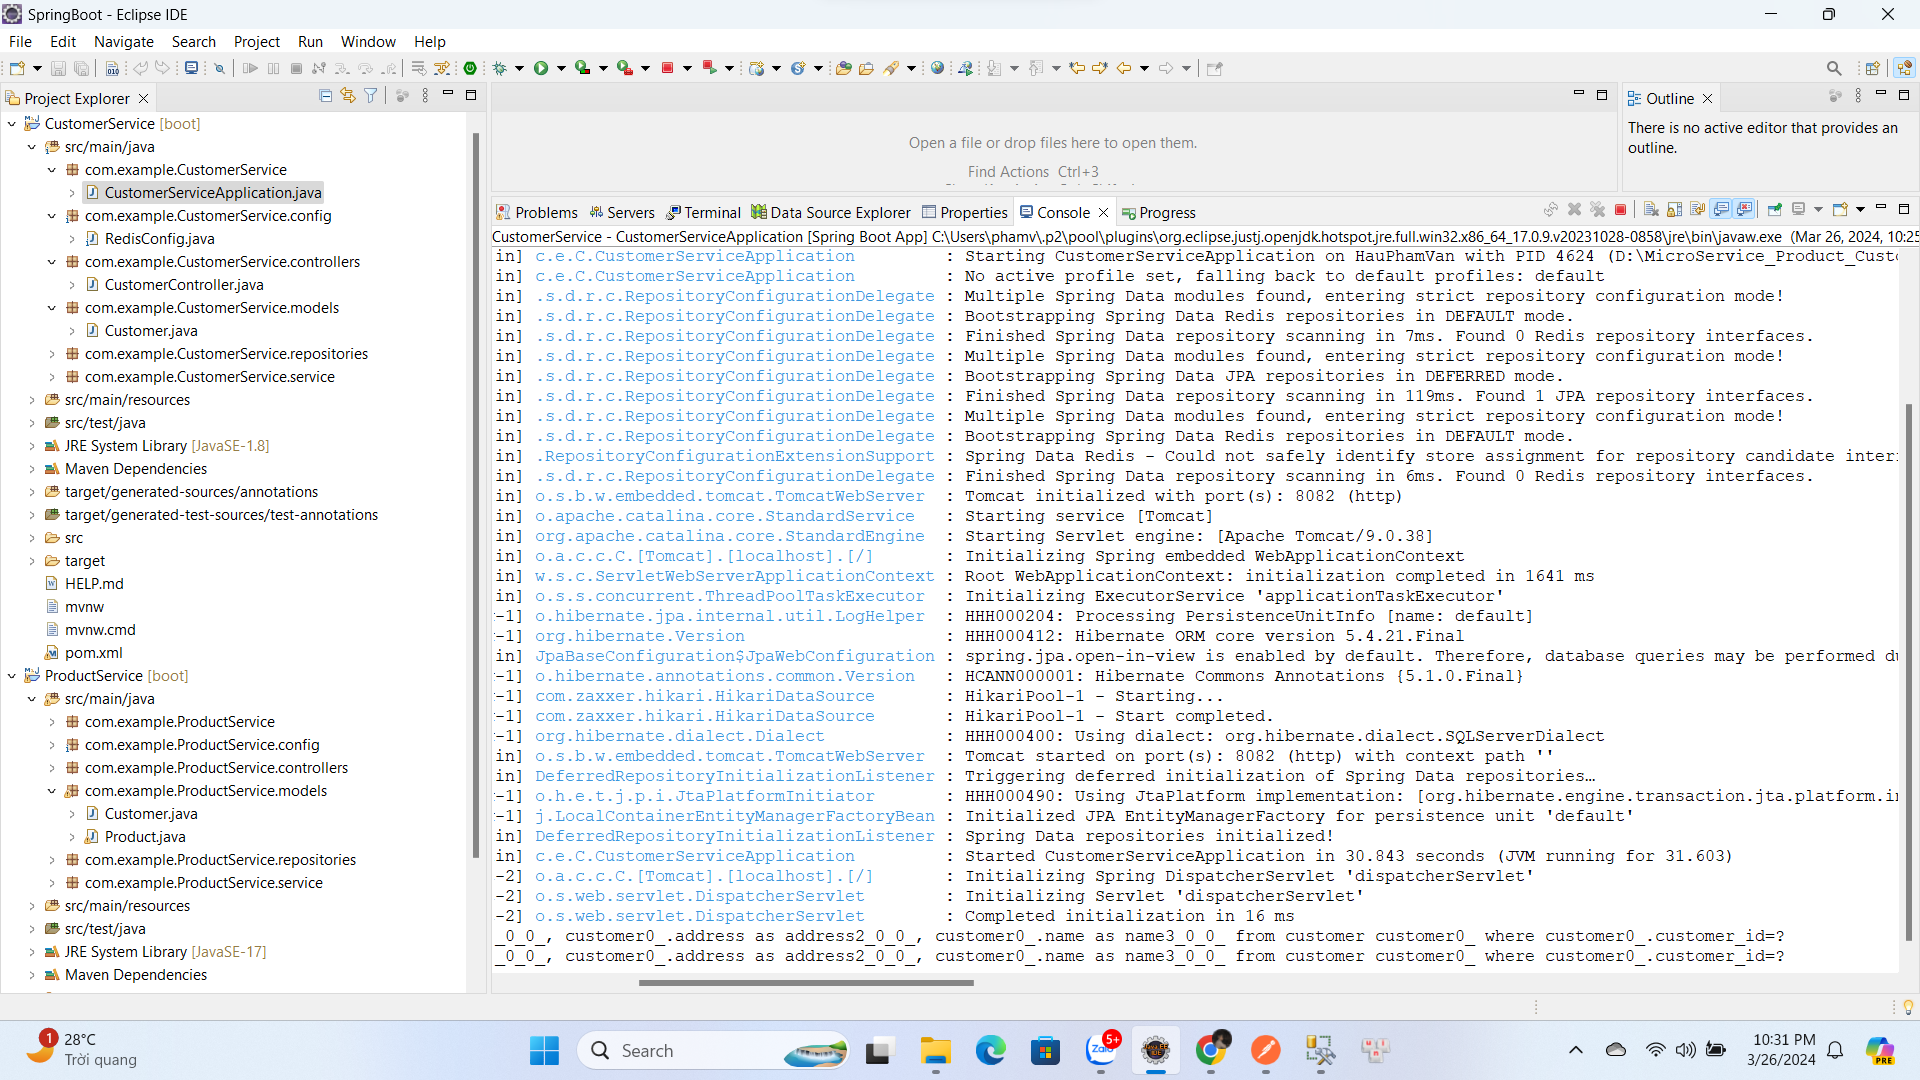 SpringBoot - Eclipse IDE
File Edit Navigate Search Project Run Window Help
Project Explorer
CustomerService [boot]
src/main/java
com.example.CustomerService
CustomerServiceApplication.java
com.example.CustomerService.config
RedisConfig.java
com.example.CustomerService.controllers
CustomerController.java
com.example.CustomerService.models
Customer.java
com.example.CustomerService.repositories
com.example.CustomerService.service
src/main/resources
src/test/java
JRE System Library [JavaSE-1.8]
Maven Dependencies
target/generated-sources/annotations
target/generated-test-sources/test-annotations
src
target
HELP.md
mvnw
mvnw.cmd
pom.xml
ProductService [boot]
src/main/java
com.example.ProductService
com.example.ProductService.config
com.example.ProductService.controllers
com.example.ProductService.models
Customer.java
Product.java
com.example.ProductService.repositories
com.example.ProductService.service
src/main/resources
src/test/java
JRE System Library [JavaSE-17]
Maven Dependencies
Open a file or drop files here to open them.
Find Actions Ctrl+3
Outline
There is no active editor that provides an
outline.
Problems Servers Terminal Data Source Explorer Properties Console Progress
CustomerService - CustomerServiceApplication [Spring Boot App] C:\Users\phamv\.p2\pool\plugins\org.eclipse.justj.openjdk.hotspot.jre.full.win32.x86_64_17.0.9.v20231028-0858\jre\bin\javaw.exe (Mar 26, 2024, 10:25
in] c.e.C.CustomerServiceApplication : Starting CustomerServiceApplication on HauPhamVan with PID 4624 (D:\MicroService_Product_Custo
in] c.e.C.CustomerServiceApplication : No active profile set, falling back to default profiles: default
in] .s.d.r.c.RepositoryConfigurationDelegate : Multiple Spring Data modules found, entering strict repository configuration mode!
in] .s.d.r.c.RepositoryConfigurationDelegate : Bootstrapping Spring Data Redis repositories in DEFAULT mode.
in] .s.d.r.c.RepositoryConfigurationDelegate : Finished Spring Data repository scanning in 7ms. Found 0 Redis repository interfaces.
in] .s.d.r.c.RepositoryConfigurationDelegate : Multiple Spring Data modules found, entering strict repository configuration mode!
in] .s.d.r.c.RepositoryConfigurationDelegate : Bootstrapping Spring Data JPA repositories in DEFERRED mode.
in] .s.d.r.c.RepositoryConfigurationDelegate : Finished Spring Data repository scanning in 119ms. Found 1 JPA repository interfaces.
in] .s.d.r.c.RepositoryConfigurationDelegate : Multiple Spring Data modules found, entering strict repository configuration mode!
in] .s.d.r.c.RepositoryConfigurationDelegate : Bootstrapping Spring Data Redis repositories in DEFAULT mode.
in] .RepositoryConfigurationExtensionSupport : Spring Data Redis - Could not safely identify store assignment for repository candidate inter
in] .s.d.r.c.RepositoryConfigurationDelegate : Finished Spring Data repository scanning in 6ms. Found 0 Redis repository interfaces.
in] o.s.b.w.embedded.tomcat.TomcatWebServer : Tomcat initialized with port(s): 8082 (http)
in] o.apache.catalina.core.StandardService : Starting service [Tomcat]
in] org.apache.catalina.core.StandardEngine : Starting Servlet engine: [Apache Tomcat/9.0.38]
in] o.a.c.c.C.[Tomcat].[localhost].[/] : Initializing Spring embedded WebApplicationContext
in] w.s.c.ServletWebServerApplicationContext : Root WebApplicationContext: initialization completed in 1641 ms
in] o.s.s.concurrent.ThreadPoolTaskExecutor : Initializing ExecutorService 'applicationTaskExecutor'
-1] o.hibernate.jpa.internal.util.LogHelper : HHH000204: Processing PersistenceUnitInfo [name: default]
-1] org.hibernate.Version : HHH000412: Hibernate ORM core version 5.4.21.Final
in] JpaBaseConfiguration$JpaWebConfiguration : spring.jpa.open-in-view is enabled by default. Therefore, database queries may be performed du
-1] o.hibernate.annotations.common.Version : HCANN000001: Hibernate Commons Annotations {5.1.0.Final}
-1] com.zaxxer.hikari.HikariDataSource : HikariPool-1 - Starting...
-1] com.zaxxer.hikari.HikariDataSource : HikariPool-1 - Start completed.
-1] org.hibernate.dialect.Dialect : HHH000400: Using dialect: org.hibernate.dialect.SQLServerDialect
in] o.s.b.w.embedded.tomcat.TomcatWebServer : Tomcat started on port(s): 8082 (http) with context path ''
in] DeferredRepositoryInitializationListener : Triggering deferred initialization of Spring Data repositories…
-1] o.h.e.t.j.p.i.JtaPlatformInitiator : HHH000490: Using JtaPlatform implementation: [org.hibernate.engine.transaction.jta.platform.in
-1] j.LocalContainerEntityManagerFactoryBean : Initialized JPA EntityManagerFactory for persistence unit 'default'
in] DeferredRepositoryInitializationListener : Spring Data repositories initialized!
in] c.e.C.CustomerServiceApplication : Started CustomerServiceApplication in 30.843 seconds (JVM running for 31.603)
-2] o.a.c.c.C.[Tomcat].[localhost].[/] : Initializing Spring DispatcherServlet 'dispatcherServlet'
-2] o.s.web.servlet.DispatcherServlet : Initializing Servlet 'dispatcherServlet'
-2] o.s.web.servlet.DispatcherServlet : Completed initialization in 16 ms
_0_0_, customer0_.address as address2_0_0_, customer0_.name as name3_0_0_ from customer customer0_ where customer0_.customer_id=?
_0_0_, customer0_.address as address2_0_0_, customer0_.name as name3_0_0_ from customer customer0_ where customer0_.customer_id=?
1
28°C
Trời quang
Search
5+
Zalo
PRE
10:31 PM
3/26/2024